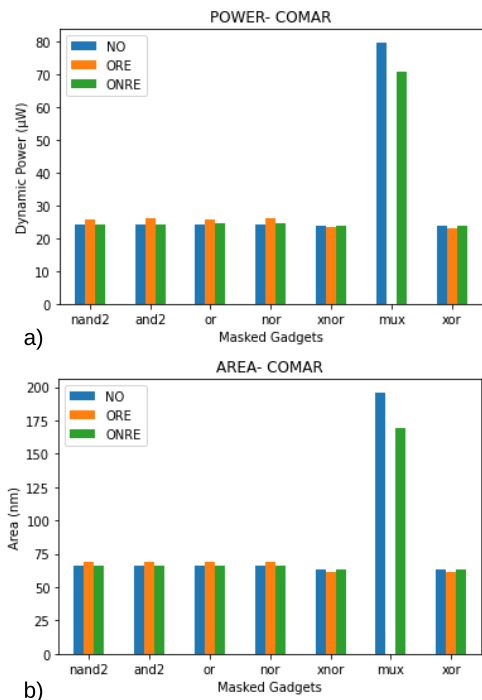 POWER- COMAR
80
70
60
50
40
30
20
10
0
Dynamic Power (µW)
NO
ORE
ONRE
nand2 and2 or nor xnor mux xor
Masked Gadgets
a)
AREA- COMAR
200
175
150
125
100
75
50
25
0
Area (nm)
NO
ORE
ONRE
nand2 and2 or nor xnor mux xor
Masked Gadgets
b)